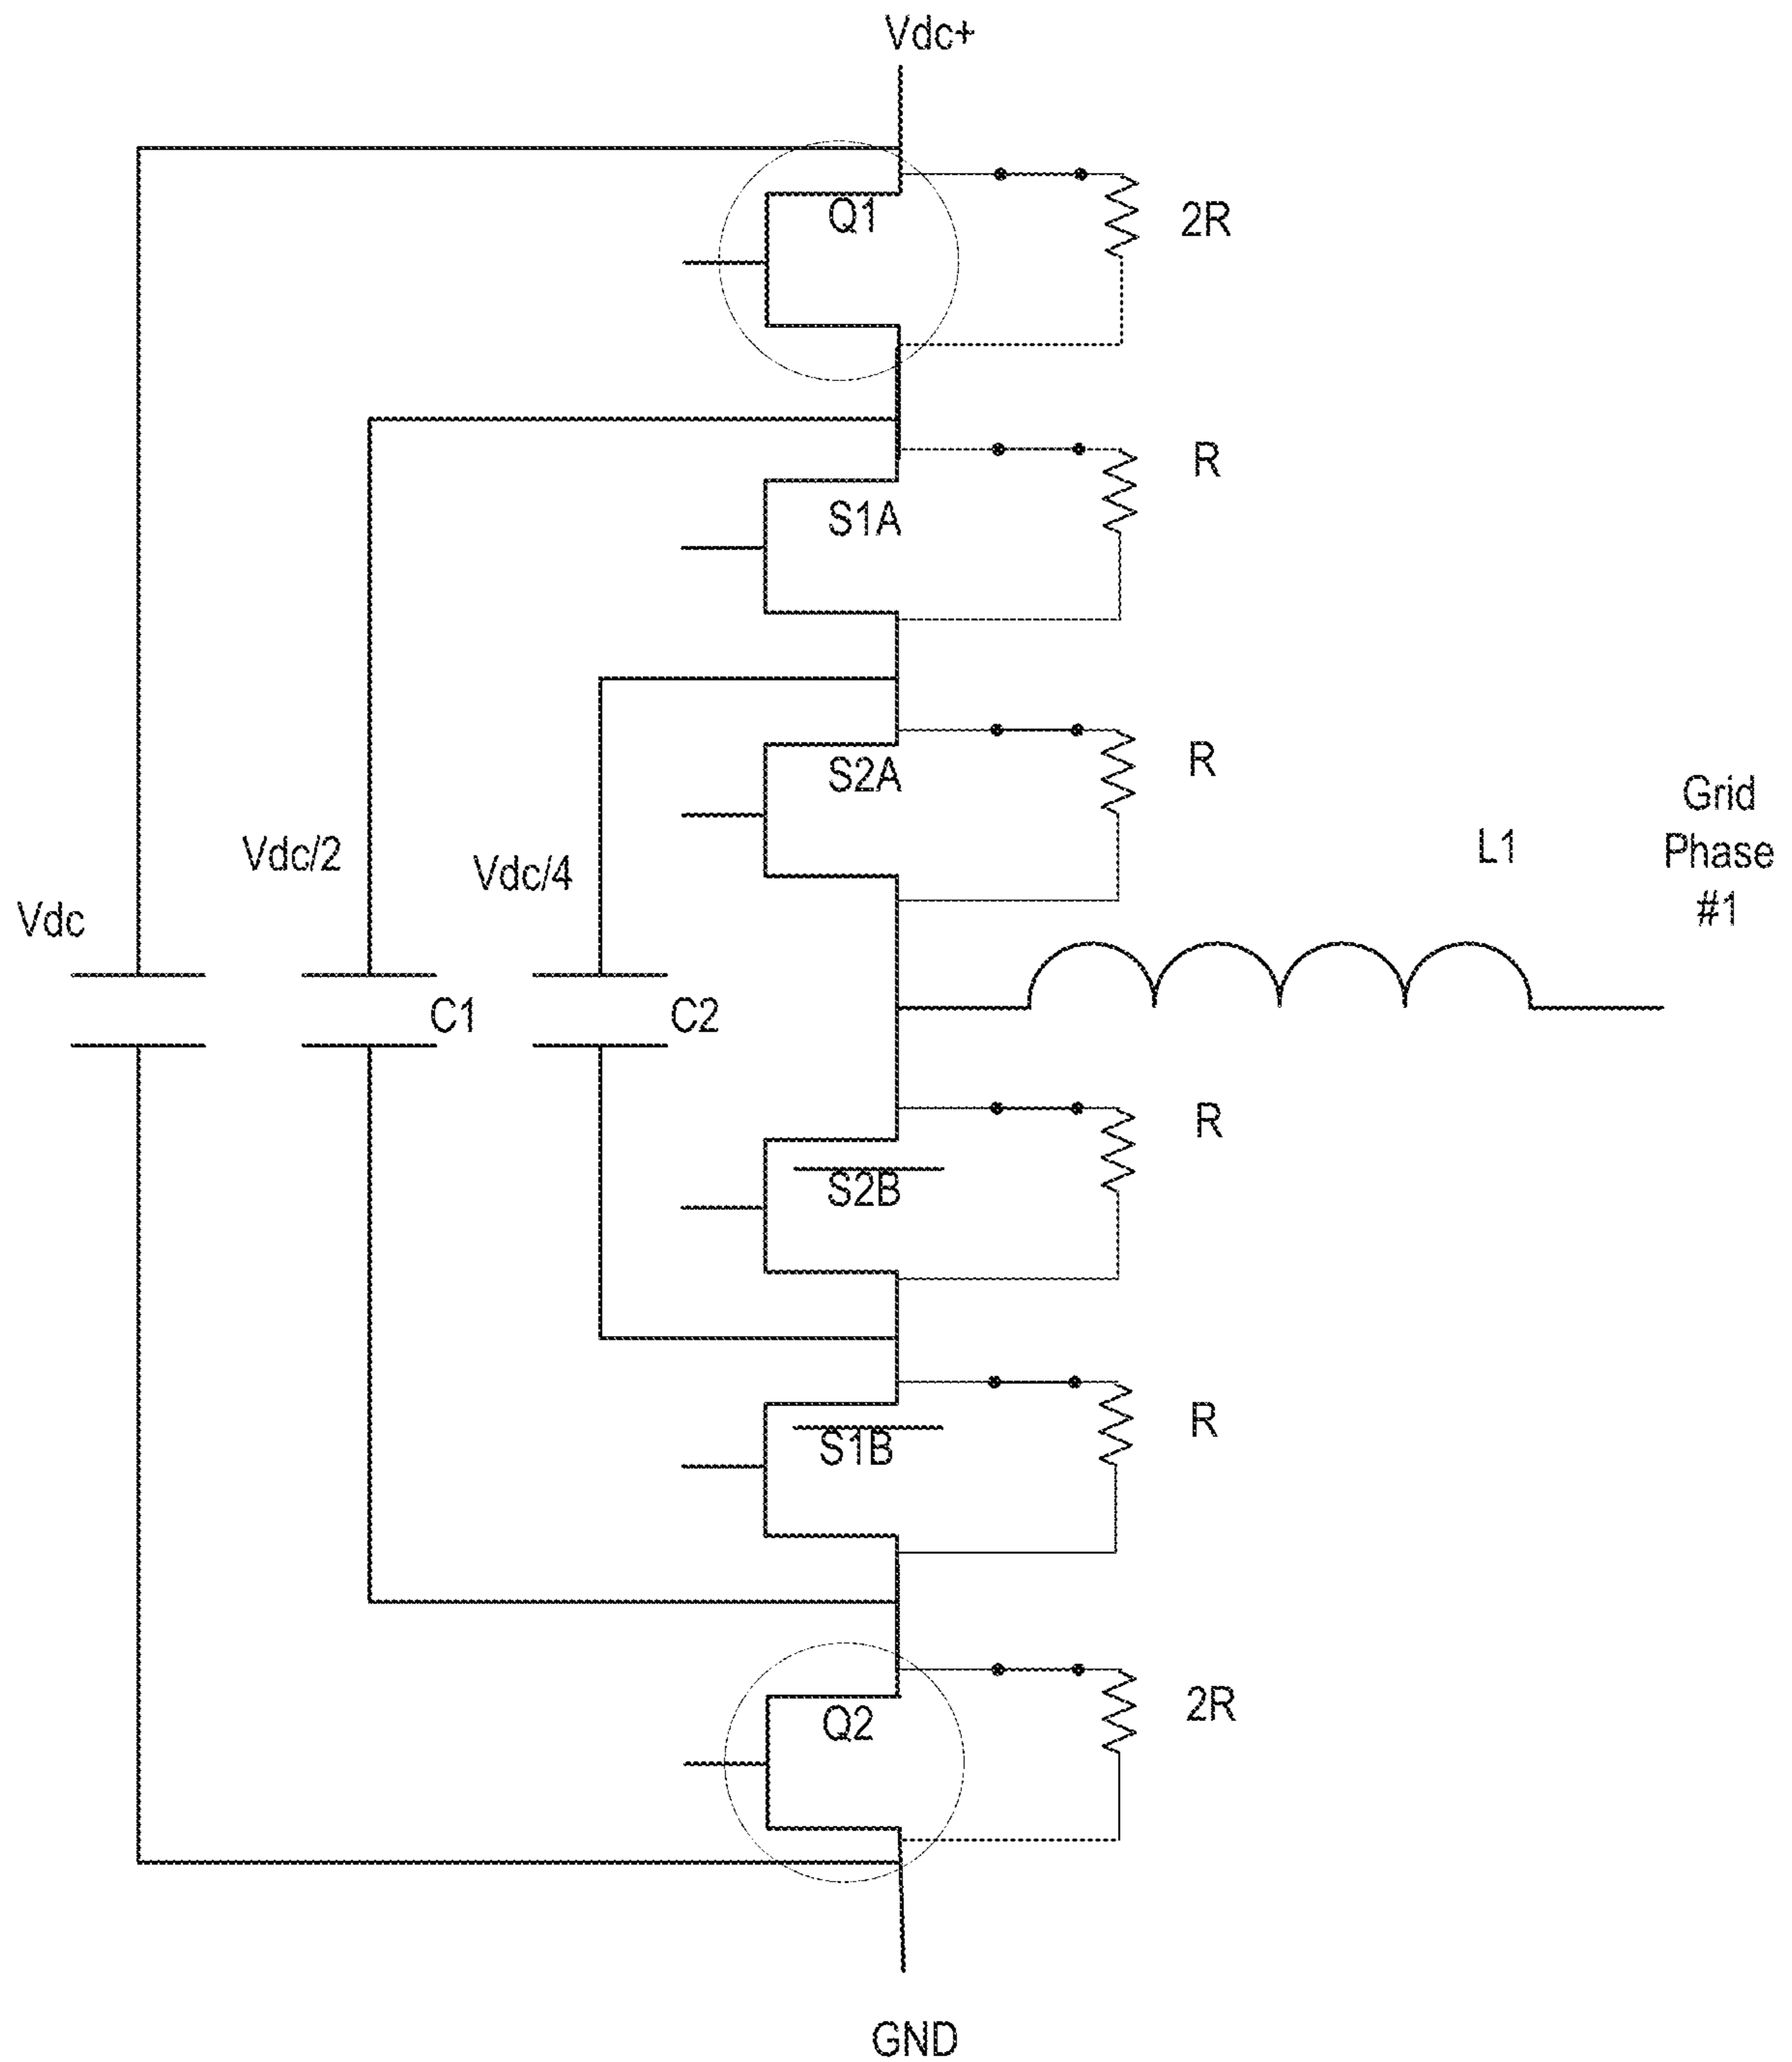 Vdc+
Q1
2R
R
S1A
S2A
R
Grid
Phase
#1
L1
Vdc/2
Vdc/4
Vdc
C1
C2
R
S2B
R
S1B
2R
Q2
GND